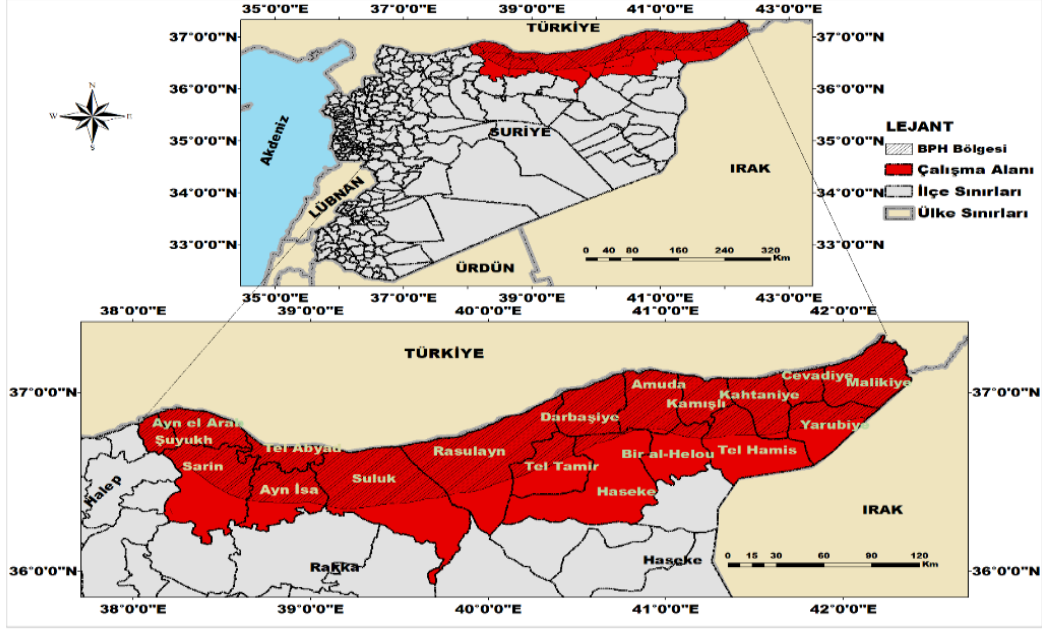 35°0'0"E 37°0'0"E 39°0'0"E 41°0'0"E 43°0'0"E
TÜRKİYE
37°0'0"N 37°0'0"N
36°0'0"N 36°0'0"N
35°0'0"N 35°0'0"N
34°0'0"N 34°0'0"N
33°0'0"N 33°0'0"N
N
W E
S
Akdeniz
SURİYE
LÜBNAN
IRAK
ÜRDÜN
0 40 80 160 240 320
Km
35°0'0"E 37°0'0"E 39°0'0"E 41°0'0"E 43°0'0"E
LEJANT
BPH Bölgesi
Çalışma Alanı
İlçe Sınırları
Ülke Sınırları
38°0'0"E 39°0'0"E 40°0'0"E 41°0'0"E 42°0'0"E
TÜRKİYE
37°0'0"N 37°0'0"N
Cevadiye
Malikiye
Amuda
Kahtaniye
Kamışlı
Darbaşiye
Yarubiye
Ayn el Arab
Şuyukh
Tel Abyad
Rasulayn
Bir al-Helou
Tel Hamis
Sarin
Tel Tamir
Suluk
Ayn İsa
Haseke
Halep
IRAK
Rakka
Haseke
0 15 30 60 90 120
Km
36°0'0"N 36°0'0"N
38°0'0"E 39°0'0"E 40°0'0"E 41°0'0"E 42°0'0"E